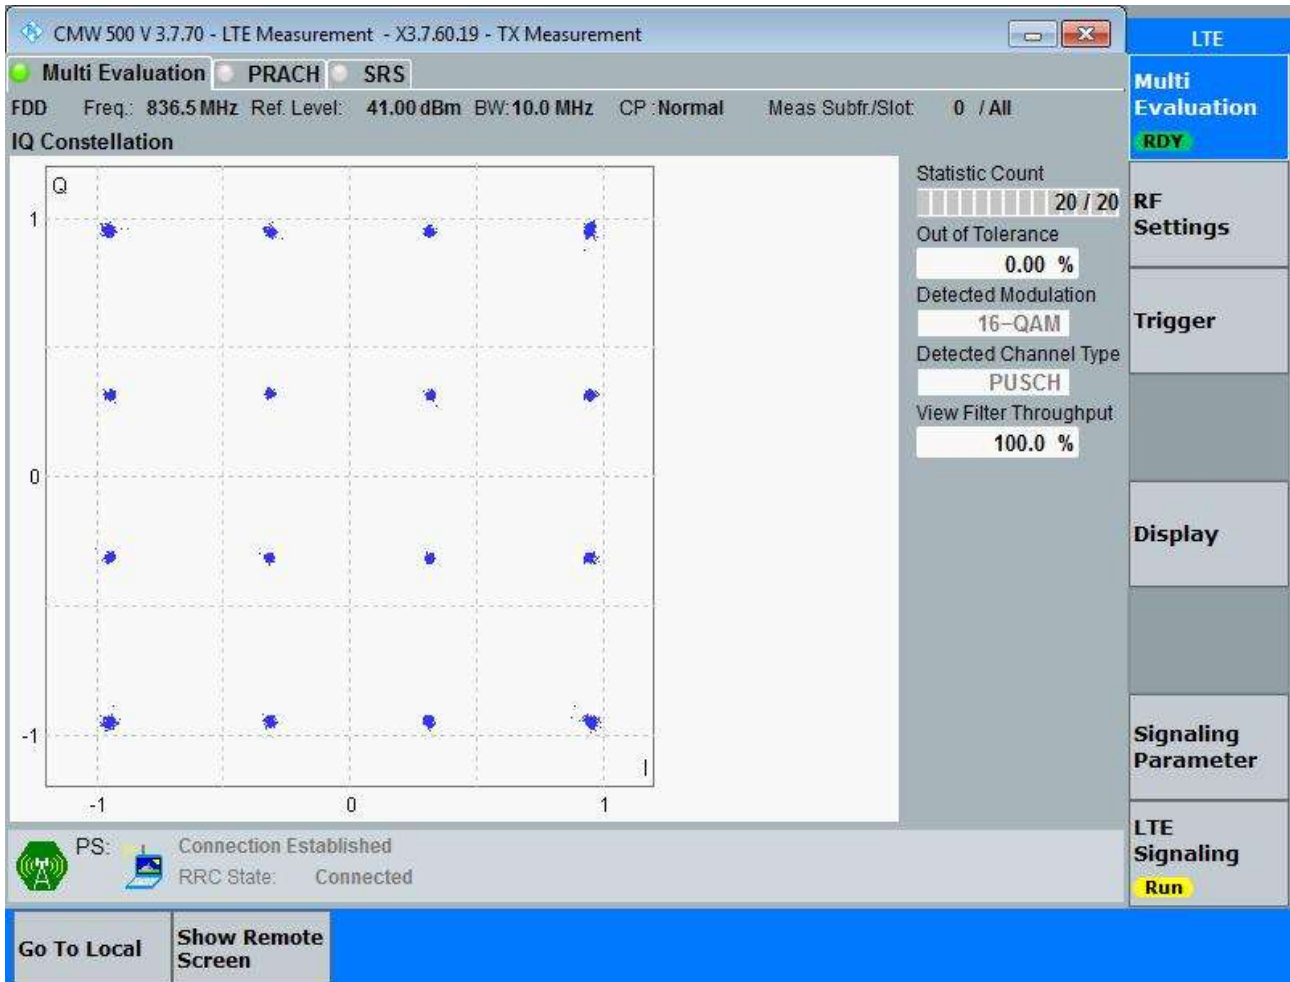 CMW 500 V 3.7.70 - LTE Measurement - X3.7.60.19 - TX Measurement
LTE
Multi Evaluation PRACH SRS
FDD Freq.: 836.5 MHz Ref. Level: 41.00 dBm BW: 10.0 MHz CP : Normal Meas Subfr./Slot: 0 / All
IQ Constellation
Q
1
0
-1
I
-1 0 1
Statistic Count
20 / 20
Out of Tolerance
0.00 %
Detected Modulation
16-QAM
Detected Channel Type
PUSCH
View Filter Throughput
100.0 %
Multi
Evaluation
RDY
RF
Settings
Trigger
Display
Signaling
Parameter
LTE
Signaling
Run
PS: Connection Established
RRC State: Connected
Go To Local
Show Remote
Screen